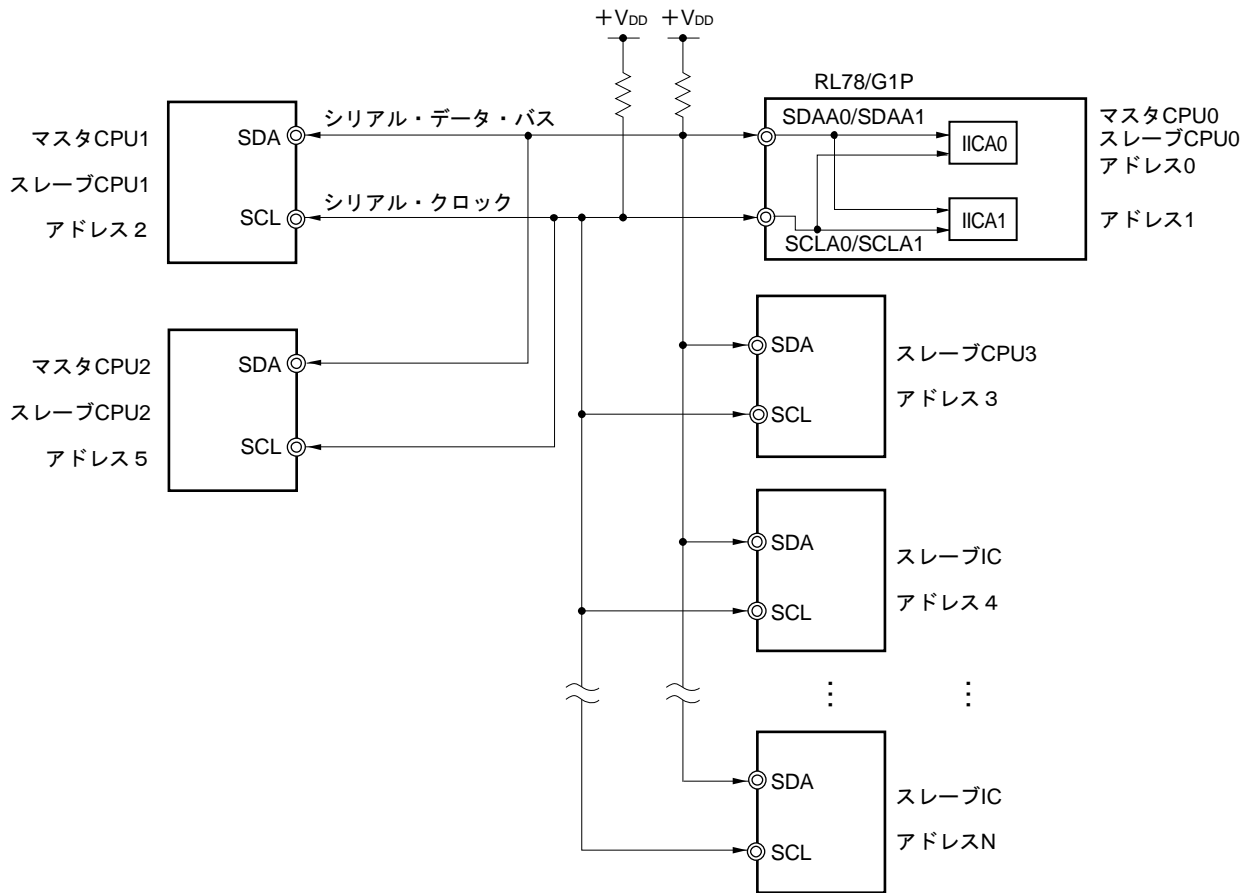 +VDD +VDD
RL78/G1P
マスタCPU1
スレーブCPU1
アドレス2
SDA
SCL
シリアル・データ・バス
シリアル・クロック
SDAA0/SDAA1
SCLA0/SCLA1
IICA0
IICA1
マスタCPU0
スレーブCPU0
アドレス0
アドレス1
マスタCPU2
スレーブCPU2
アドレス5
SDA
SCL
SDA
SCL
スレーブCPU3
アドレス3
SDA
SCL
スレーブIC
アドレス4
SDA
SCL
スレーブIC
アドレスN